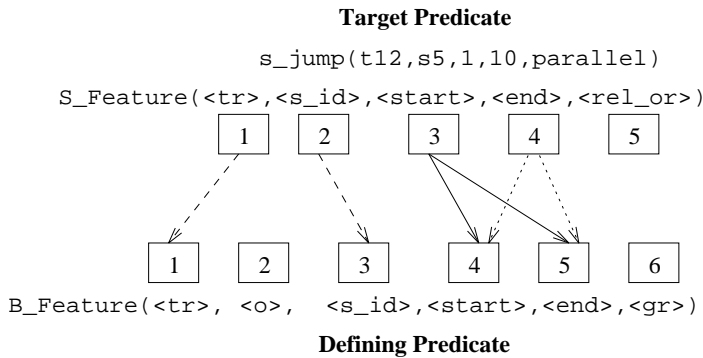 Target Predicate
s_jump(t12,s5,1,10,parallel)
S_Feature(<tr>,<s_id>,<start>,<end>,<rel_or>)
1 2 3 4 5
1 2 3 4 5 6
B_Feature(<tr>, <o>, <s_id>,<start>,<end>,<gr>)
Defining Predicate